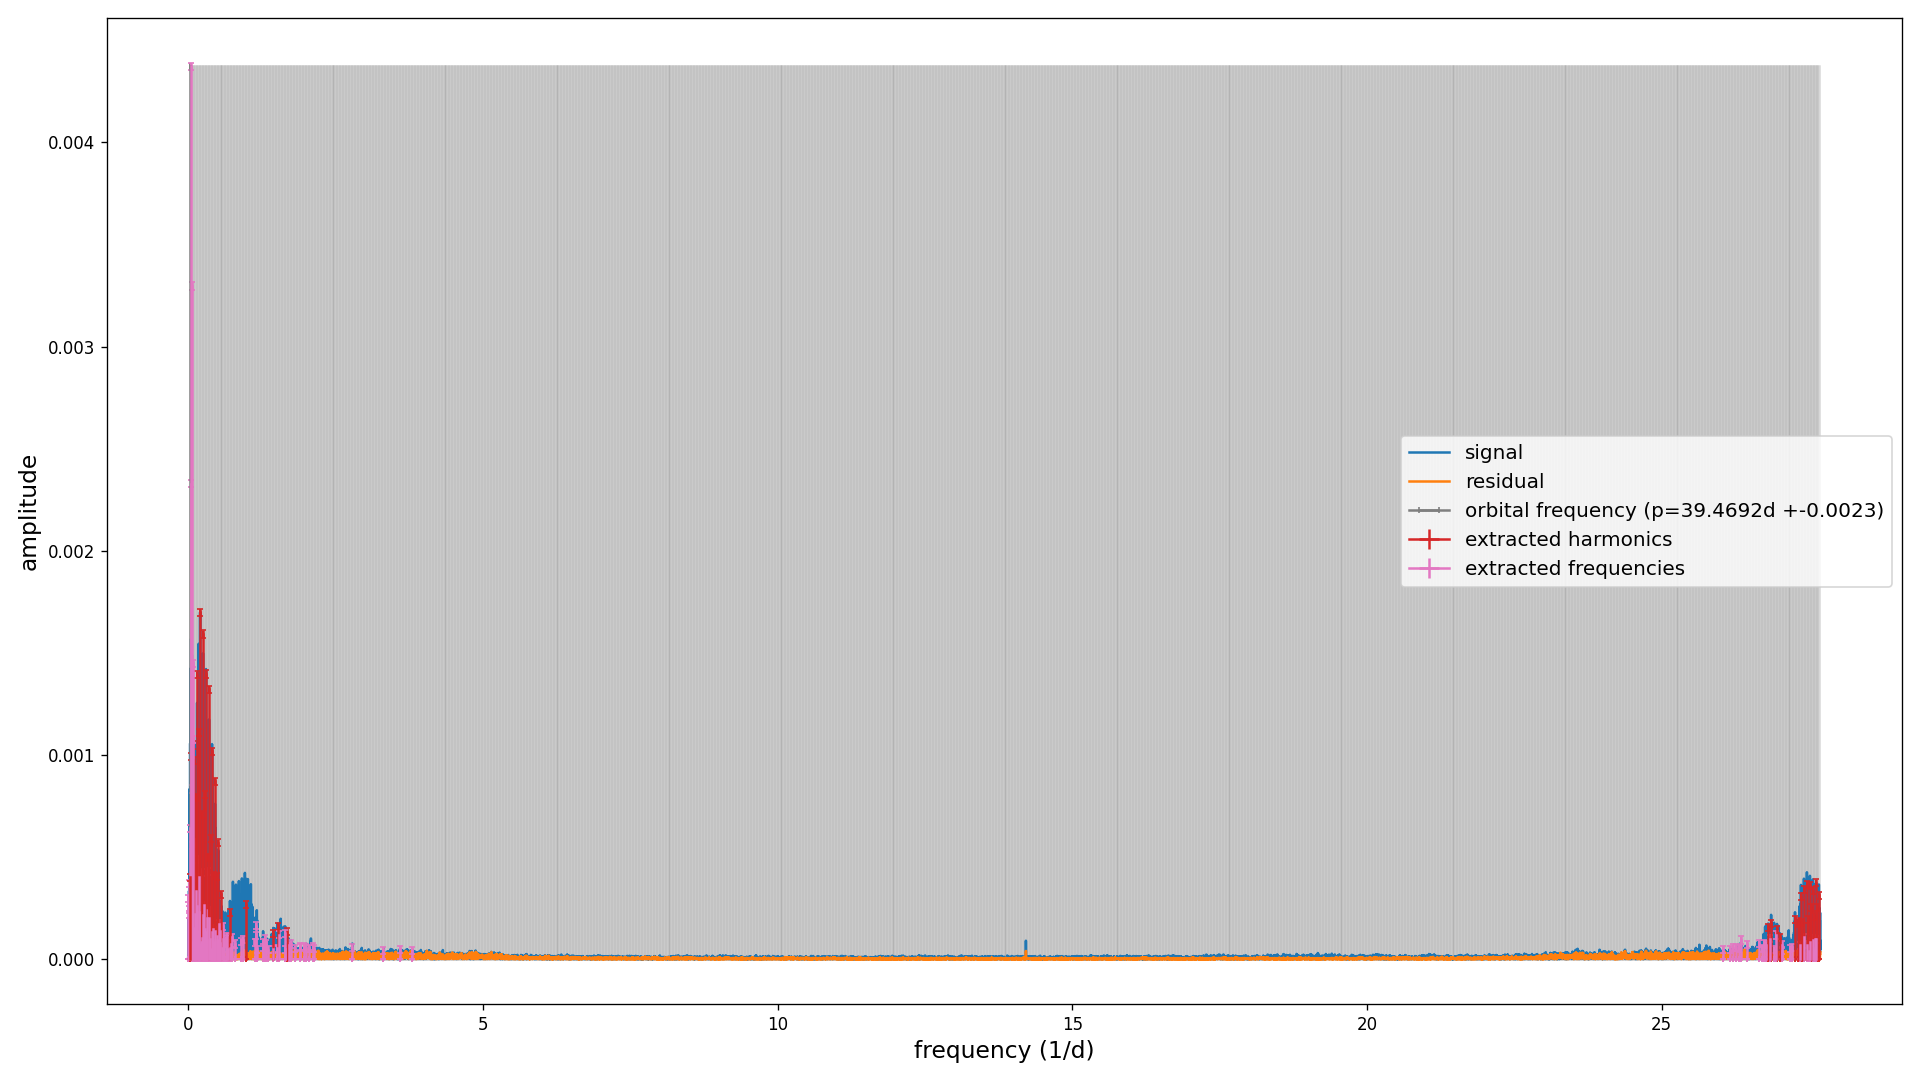 0.004
0.003
0.002
0.001
0.000
amplitude
signal
residual
orbital frequency (p=39.4692d +-0.0023)
extracted harmonics
extracted frequencies
0 5 10 15 20 25
frequency (1/d)